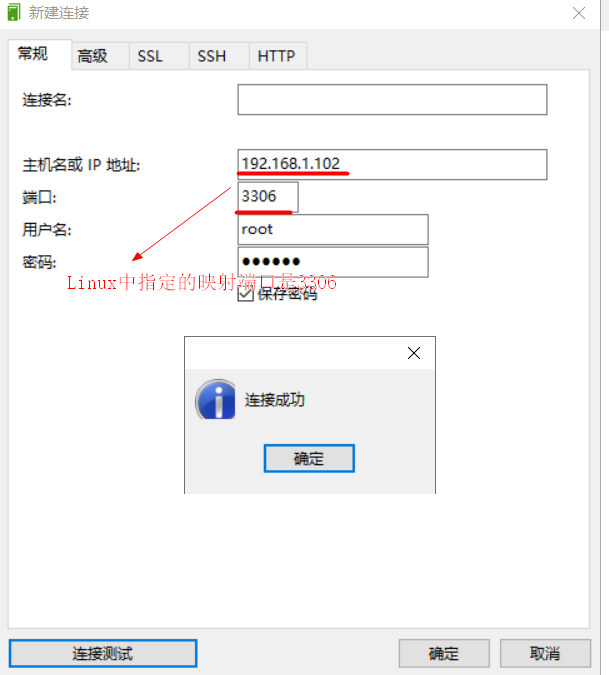 新建连接
常规 高级 SSL SSH HTTP
连接名:
主机名或 IP 地址: 192.168.1.102
端口: 3306
用户名: root
密码: ●●●●●●
Linux中指定的映射端口是3306
保存密码
连接成功
确定
连接测试 确定 取消